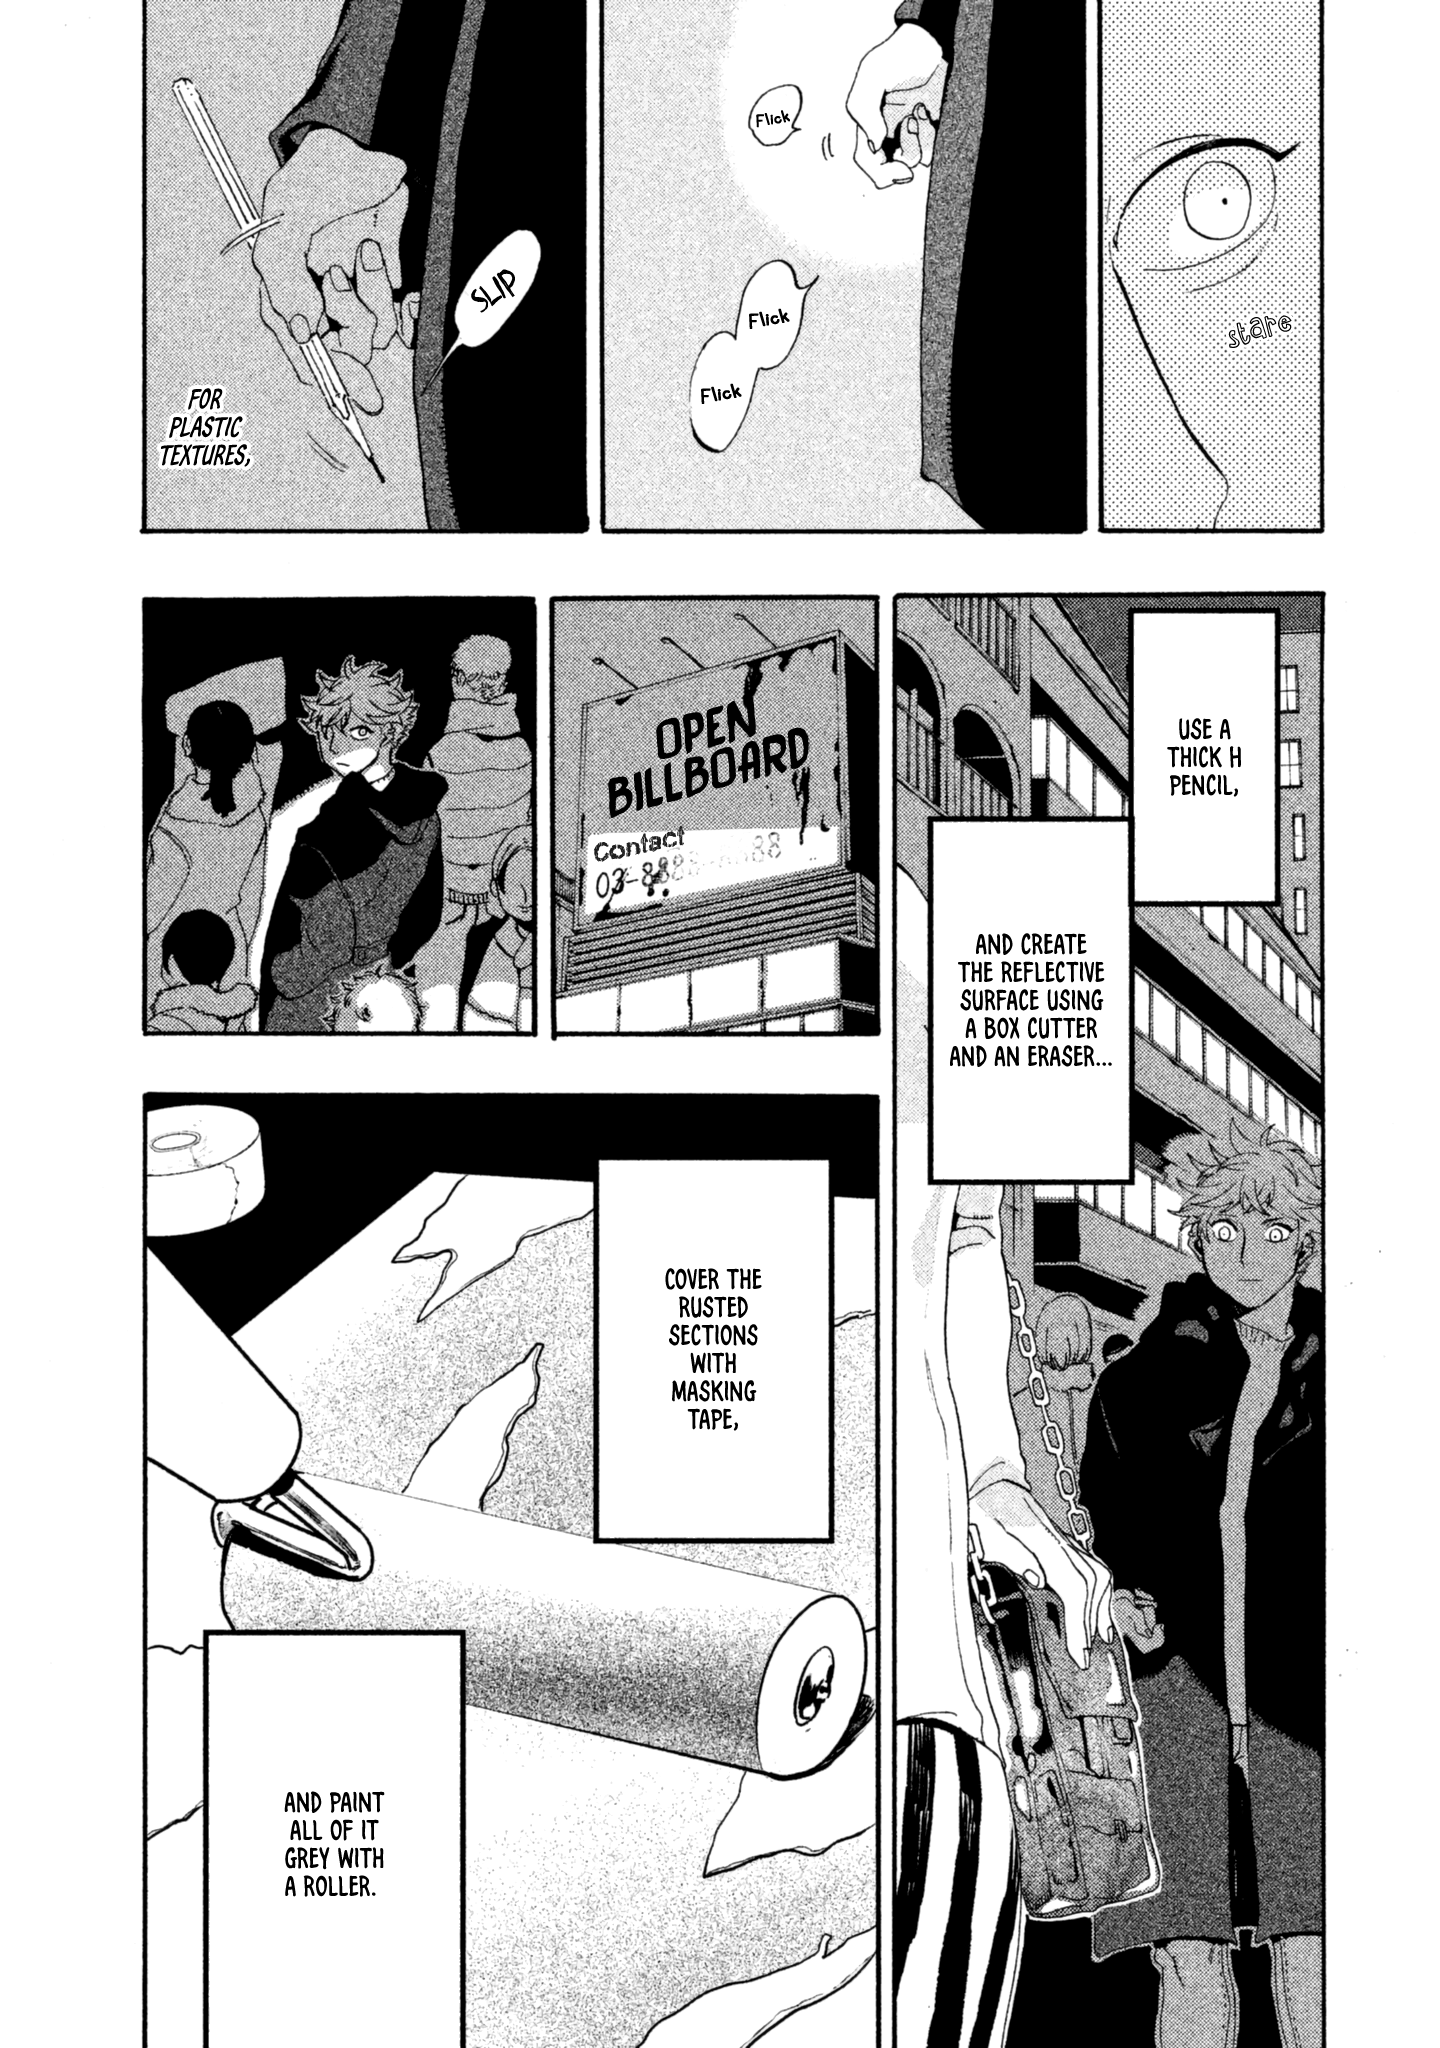 stare
Flick
Flick
Flick
SLIP
FOR
PLASTIC
TEXTURES,
USE A
THICK H
PENCIL,
AND CREATE
THE REFLECTIVE
SURFACE USING
A BOX CUTTER
AND AN ERASER...
OPEN
BILLBOARD
Contact
COVER THE
RUSTED
SECTIONS
WITH
MASKING
TAPE,
AND PAINT
ALL OF IT
GREY WITH
A ROLLER.